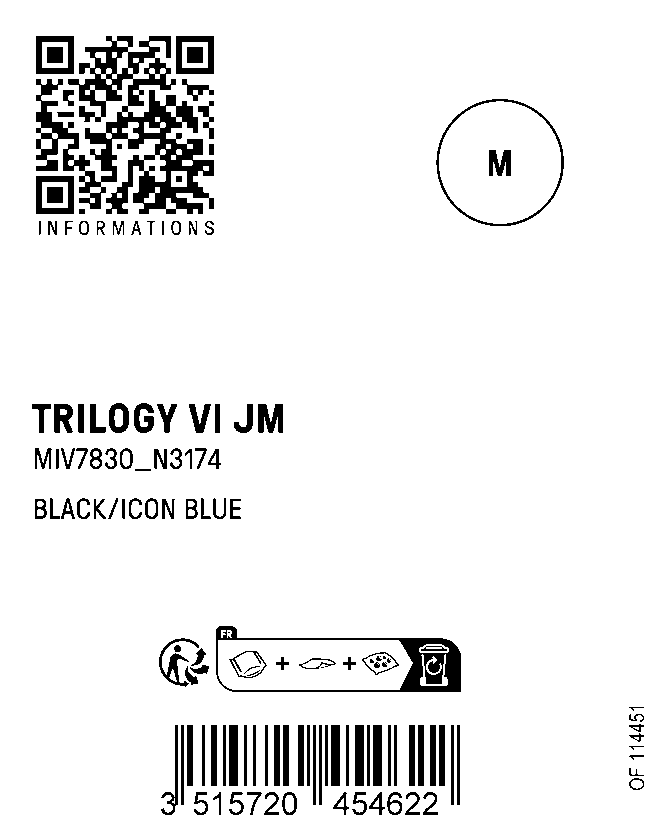 INFORMATIONS
M
TRILOGY VI JM
MIV7830_N3174
BLACK/ICON BLUE
FR
3 515720 454622
OF 114451